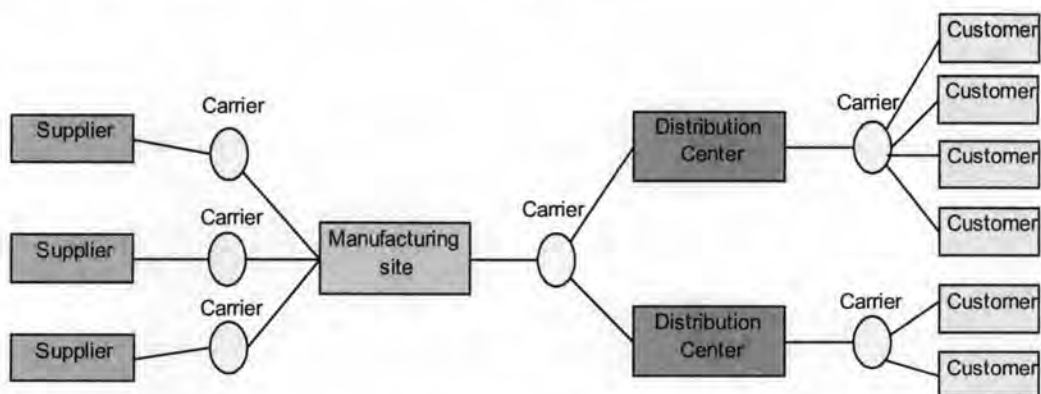 Supplier
Carrier
Supplier
Carrier
Supplier
Carrier
Manufacturing
site
Carrier
Distribution
Center
Carrier
Customer
Customer
Customer
Customer
Distribution
Center
Carrier
Customer
Customer